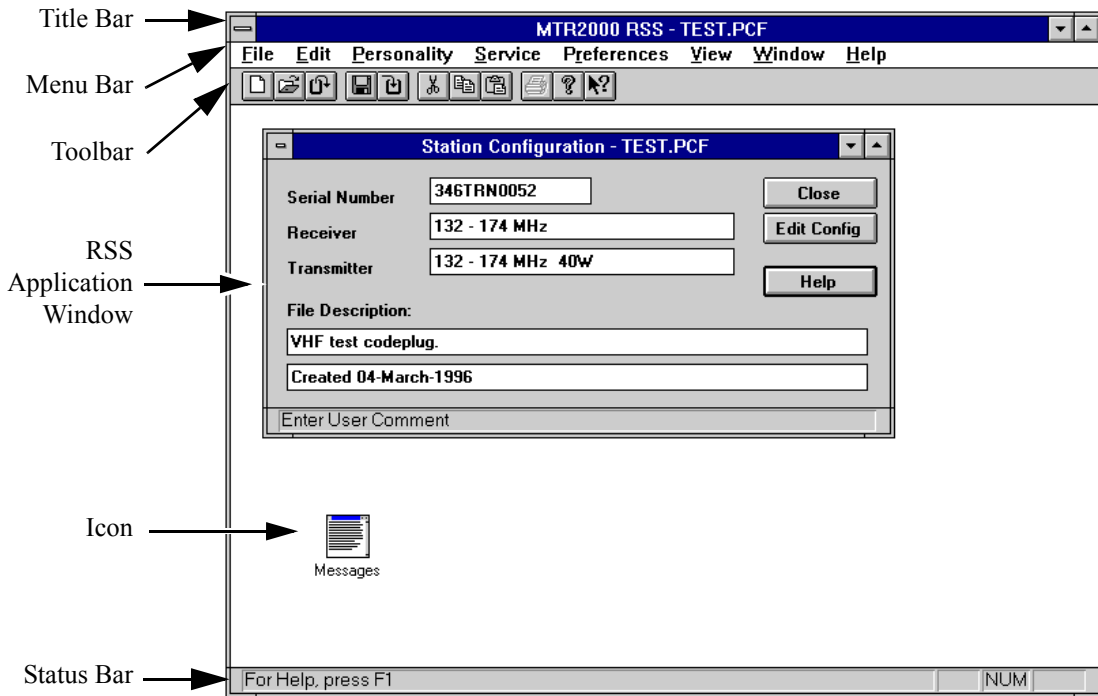 Title Bar
MTR2000 RSS - TEST.PCF
Menu Bar
File Edit Personality Service Preferences View Window Help
Toolbar
Station Configuration - TEST.PCF
Serial Number 346TRN0052 Close
Receiver 132 - 174 MHz Edit Config
Transmitter 132 - 174 MHz 40W Help
RSS
Application
Window
File Description:
VHF test codeplug.
Created 04-March-1996
Enter User Comment
Icon
Messages
Status Bar
For Help, press F1 NUM